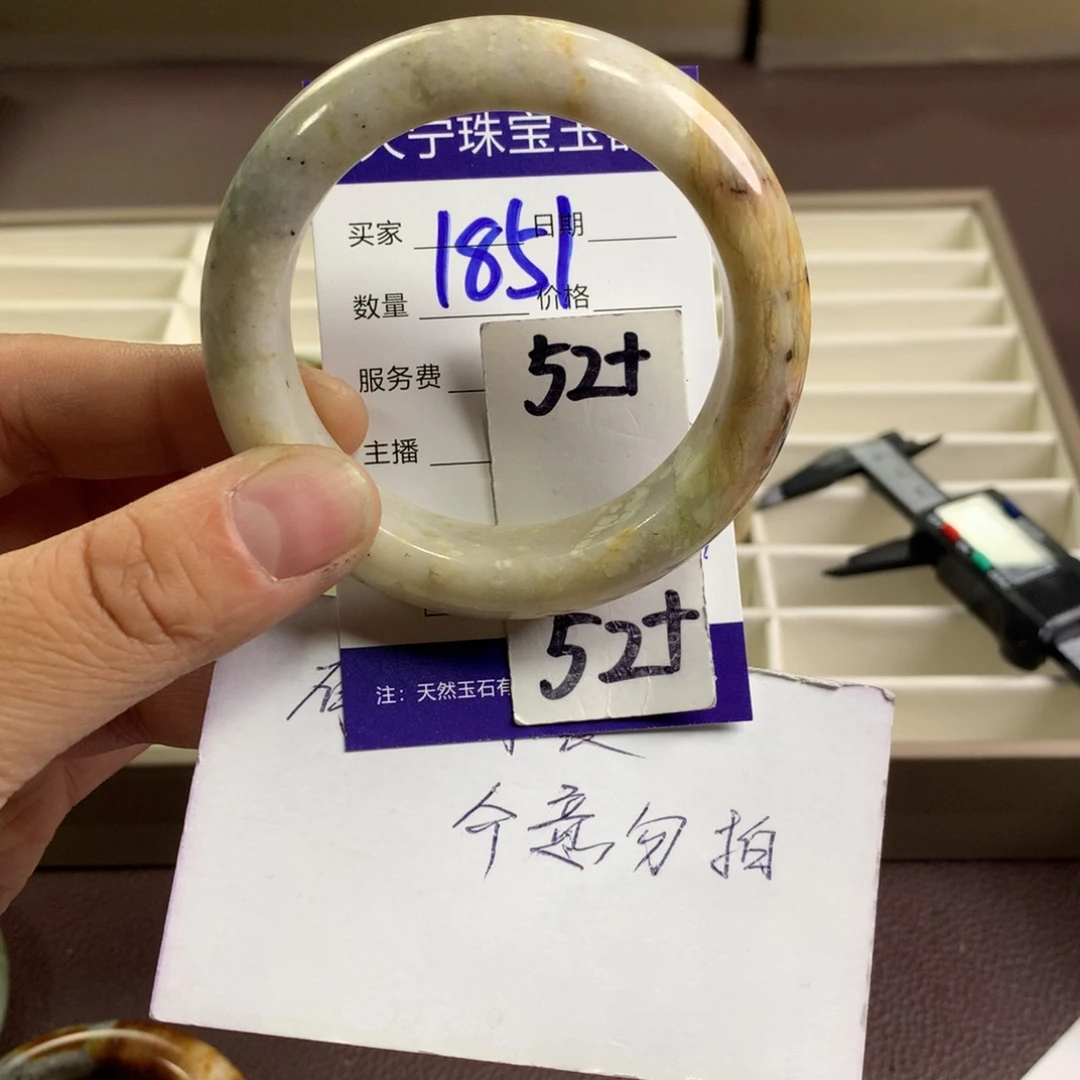 宁珠宝玉
买家 1851 日期
数量 价格
服务费
52+
主播
52+
注：天然玉石有
介意勿拍